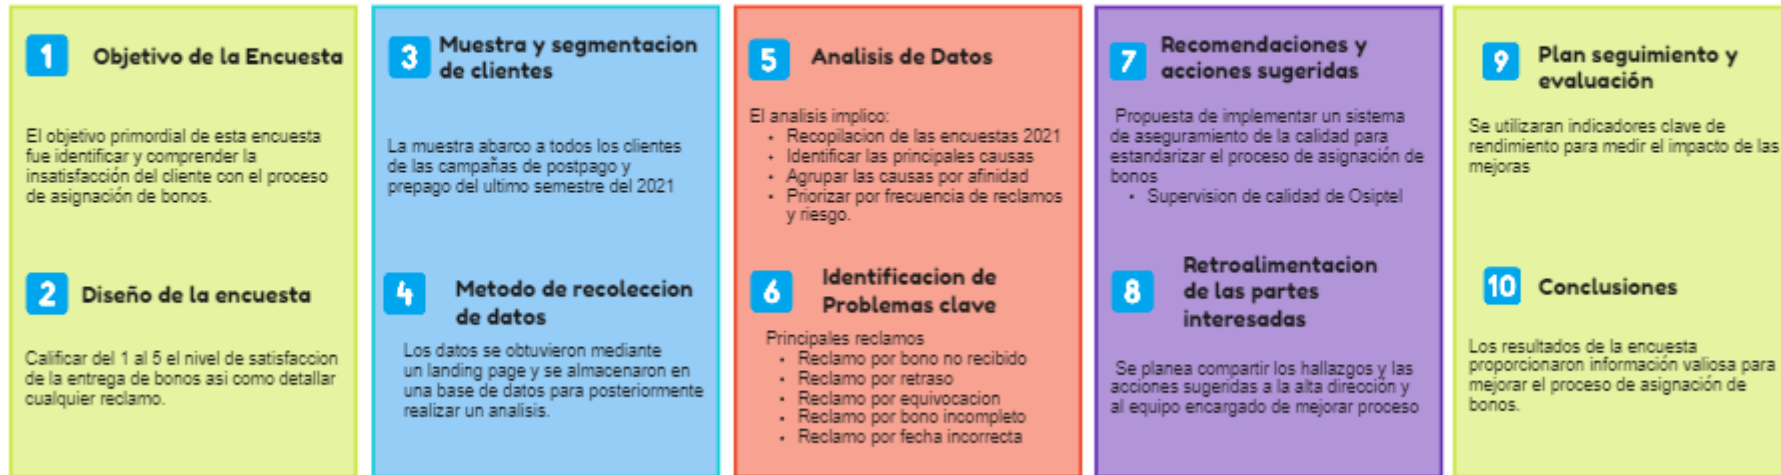 1
Objetivo de la Encuesta
El objetivo primordial de esta encuesta
fue identificar y comprender la
insatisfacción del cliente con el proceso
de asignación de bonos.
2
Diseño de la encuesta
Calificar del 1 al 5 el nivel de satisfaccion
de la entrega de bonos asi como detallar
cualquier reclamo.
3
Muestra y segmentacion
de clientes
La muestra abarco a todos los clientes
de las campañas de postpago y
prepago del ultimo semestre del 2021
4
Metodo de recoleccion
de datos
Los datos se obtuvieron mediante
un landing page y se almacenaron en
una base de datos para posteriormente
realizar un analisis.
5
Analisis de Datos
El analisis implico:
• Recopilacion de las encuestas 2021
• Identificar las principales causas
• Agrupar las causas por afinidad
• Priorizar por frecuencia de reclamos
y riesgo.
6
Identificacion de
Problemas clave
Principales reclamos
• Reclamo por bono no recibido
• Reclamo por retraso
• Reclamo por equivocacion
• Reclamo por bono incompleto
• Reclamo por fecha incorrecta
7
Recomendaciones y
acciones sugeridas
Propuesta de implementar un sistema
de aseguramiento de la calidad para
estandarizar el proceso de asignación de
bonos
• Supervision de calidad de Osiptel
8
Retroalimentacion
de las partes
interesadas
Se planea compartir los hallazgos y las
acciones sugeridas a la alta dirección y
al equipo encargado de mejorar proceso
9
Plan seguimiento y
evaluación
Se utilizaran indicadores clave de
rendimiento para medir el impacto de las
mejoras
10
Conclusiones
Los resultados de la encuesta
proporcionaron información valiosa para
mejorar el proceso de asignación de
bonos.